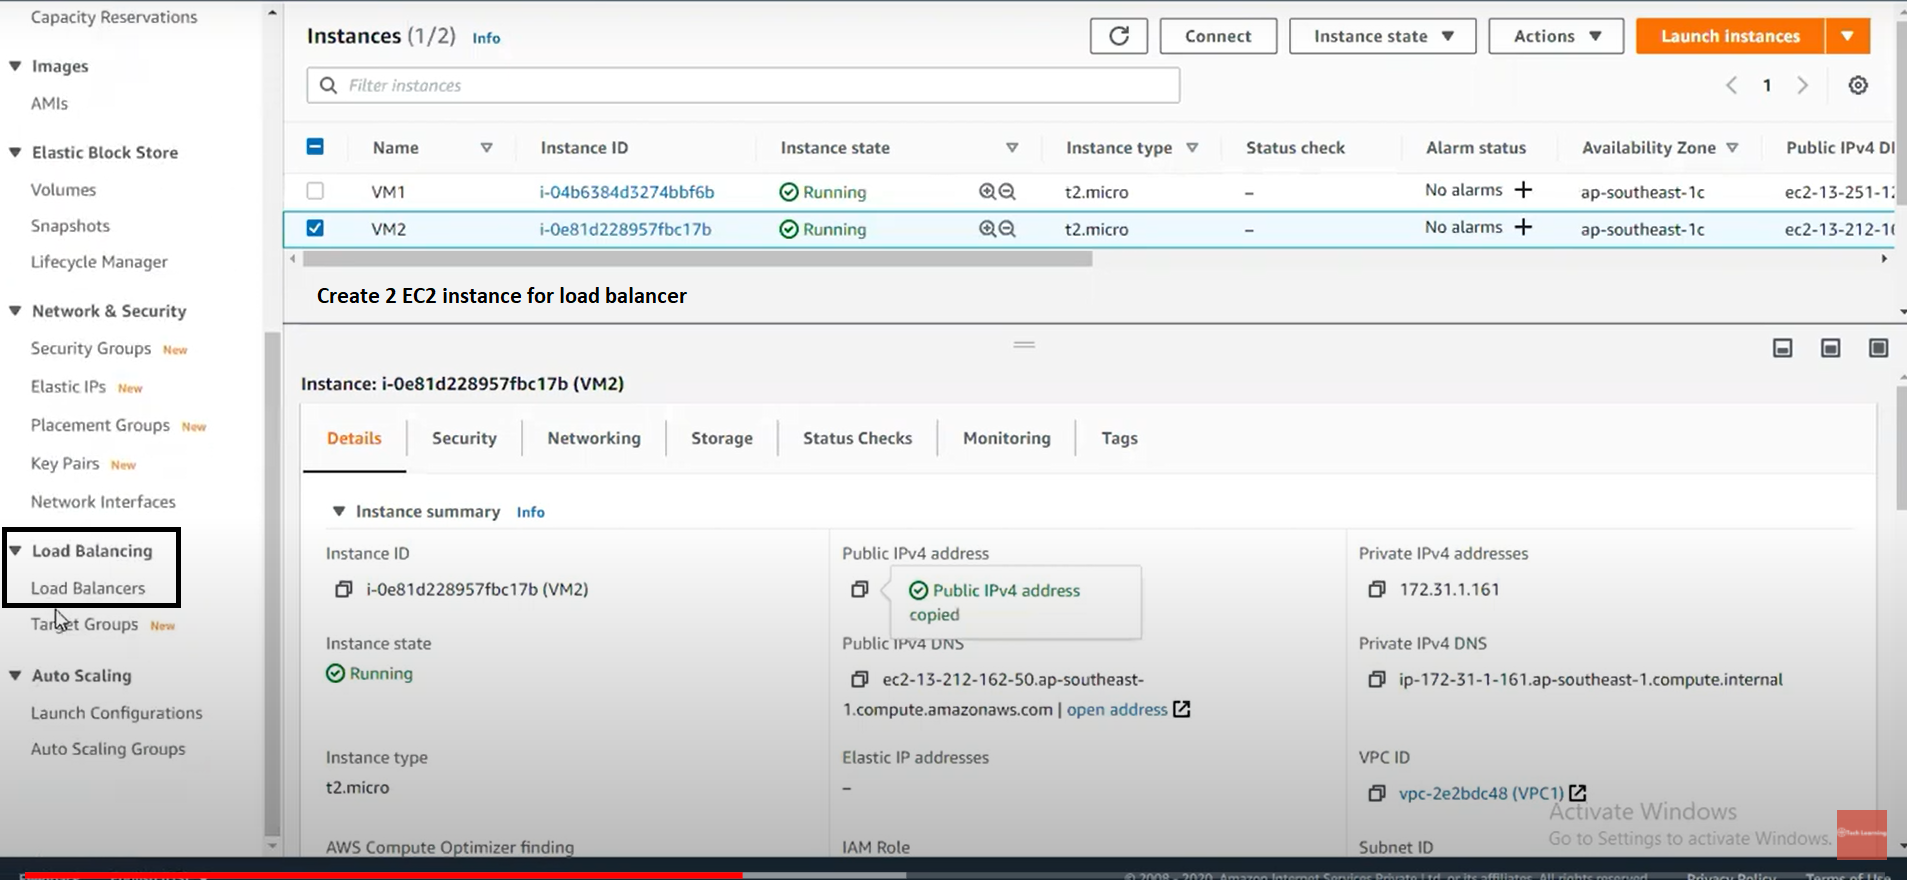 Capacity Reservations
Images
AMIs
Elastic Block Store
Volumes
Snapshots
Lifecycle Manager
Network & Security
Security Groups New
Elastic IPs New
Placement Groups New
Key Pairs New
Network Interfaces
Load Balancing
Load Balancers
Target Groups New
Auto Scaling
Launch Configurations
Auto Scaling Groups
Instances (1/2) Info
Connect
Instance state
Actions
Launch instances
Filter instances
1
Name Instance ID Instance state Instance type Status check Alarm status Availability Zone Public IPv4 D
VM1 i-04b6384d3274bbf6b Running t2.micro – No alarms + ap-southeast-1c ec2-13-251-12
VM2 i-0e81d228957fbc17b Running t2.micro – No alarms + ap-southeast-1c ec2-13-212-16
Create 2 EC2 instance for load balancer
Instance: i-0e81d228957fbc17b (VM2)
Details Security Networking Storage Status Checks Monitoring Tags
Instance summary Info
Instance ID
i-0e81d228957fbc17b (VM2)
Public IPv4 address
Public IPv4 address
copied
Private IPv4 addresses
172.31.1.161
Instance state
Running
Public IPv4 DNS
ec2-13-212-162-50.ap-southeast-
1.compute.amazonaws.com | open address
Private IPv4 DNS
ip-172-31-1-161.ap-southeast-1.compute.internal
Instance type
t2.micro
Elastic IP addresses
–
VPC ID
vpc-2e2bdc48 (VPC1)
AWS Compute Optimizer finding
IAM Role
Subnet ID
Activate Windows
Go to Settings to activate Windows.
Tech Learning
© 2008 - 2020, Amazon Internet Services Private Ltd. or its affiliates. All rights reserved.
Privacy Policy
Terms of Use